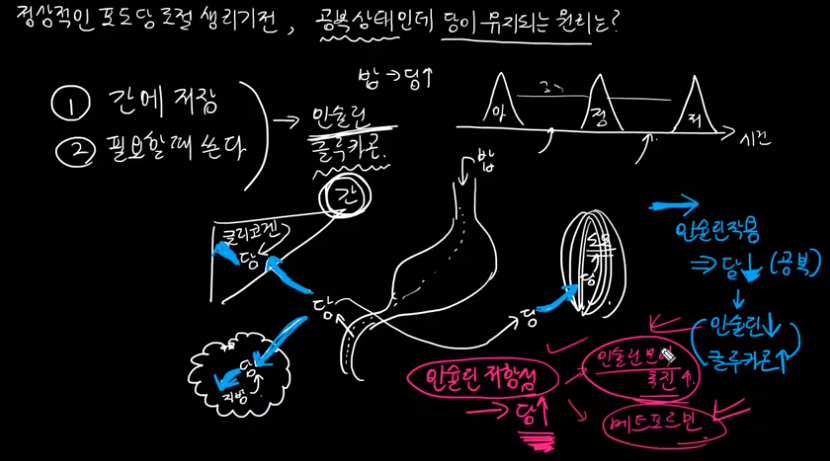 정상적인 포도당 조절 생리기전, 공복상태인데 당이 유지되는 원리는?
밥 → 당↑
① 간에 저장
② 필요할때 쓴다
→ 인슐린
글루카곤.
아 점 저
시간
밥
간
글리코겐
당
당
당
지방
당
당
인슐린작용
⇒ 당↓ (공복)
인슐린↓
글루카곤↑
인슐린 저항성
→ 당↑
인슐린
촉진↑.
메트포르민